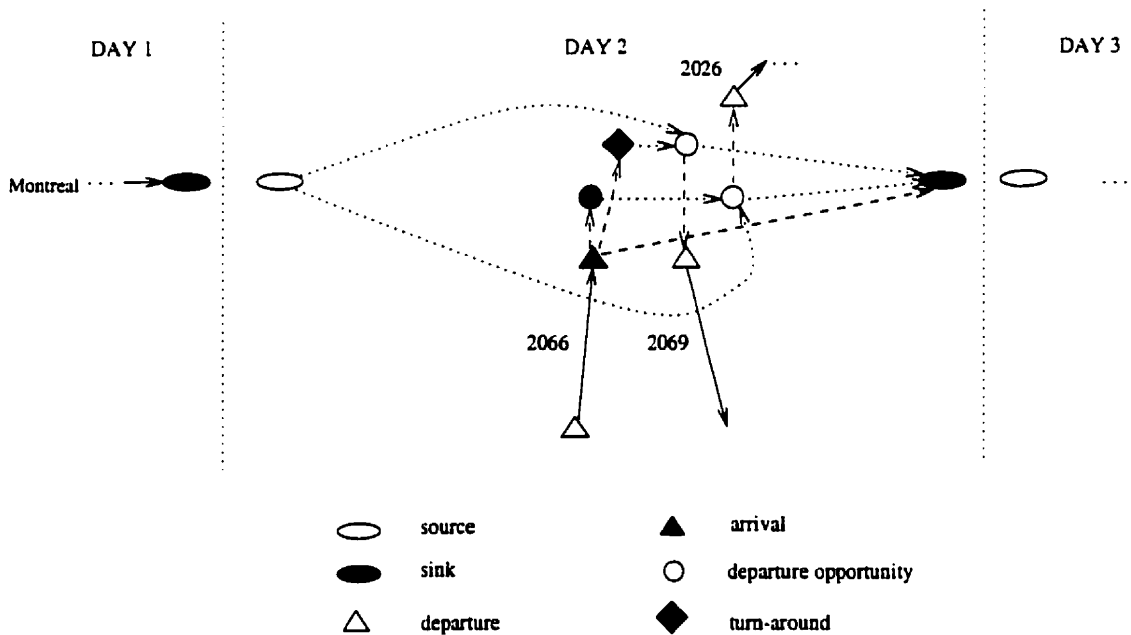 DAY 1
DAY 2
DAY 3
2026
Montreal
2066
2069
source
arrival
sink
departure opportunity
departure
turn-around